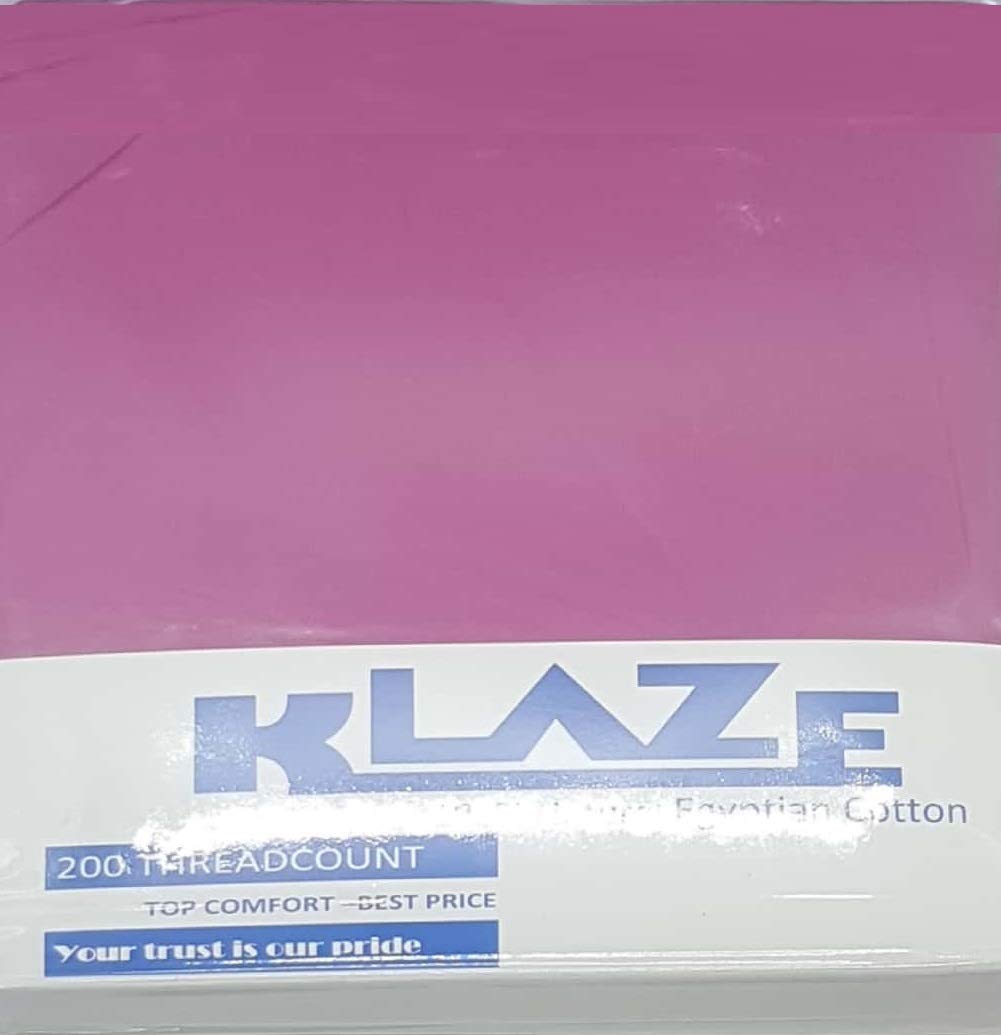 KLAZE
Egyptian Cotton
200 THREADCOUNT
TOP COMFORT –BEST PRICE
Your trust is our pride